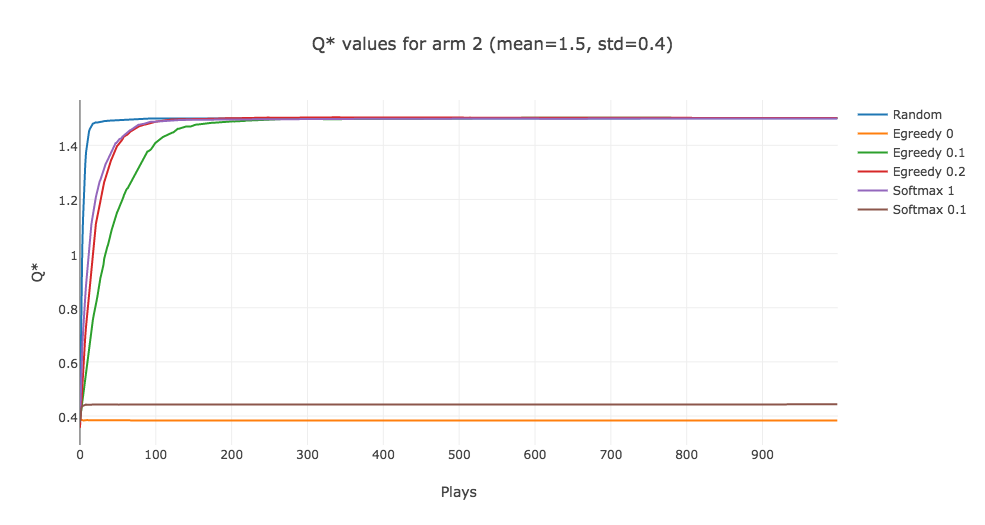 Q* values for arm 2 (mean=1.5, std=0.4)
Random
Egreedy 0
Egreedy 0.1
Egreedy 0.2
Softmax 1
Softmax 0.1
1.4
1.2
1
0.8
0.6
0.4
Q*
0 100 200 300 400 500 600 700 800 900
Plays